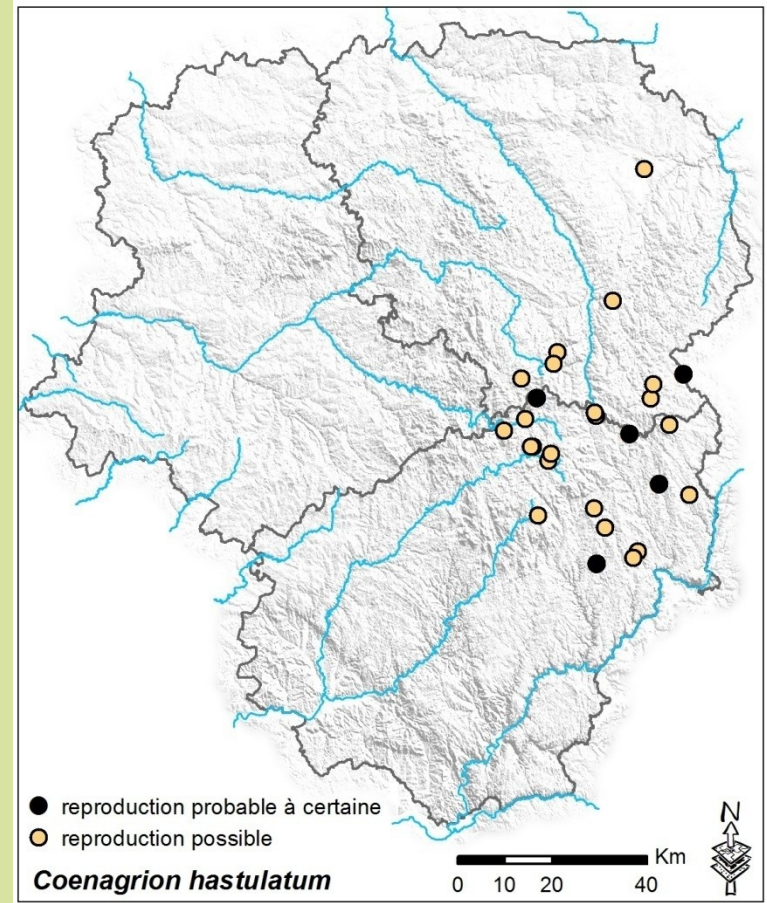 reproduction probable à certaine
reproduction possible
Coenagrion hastulatum
N
Km
0 10 20 40